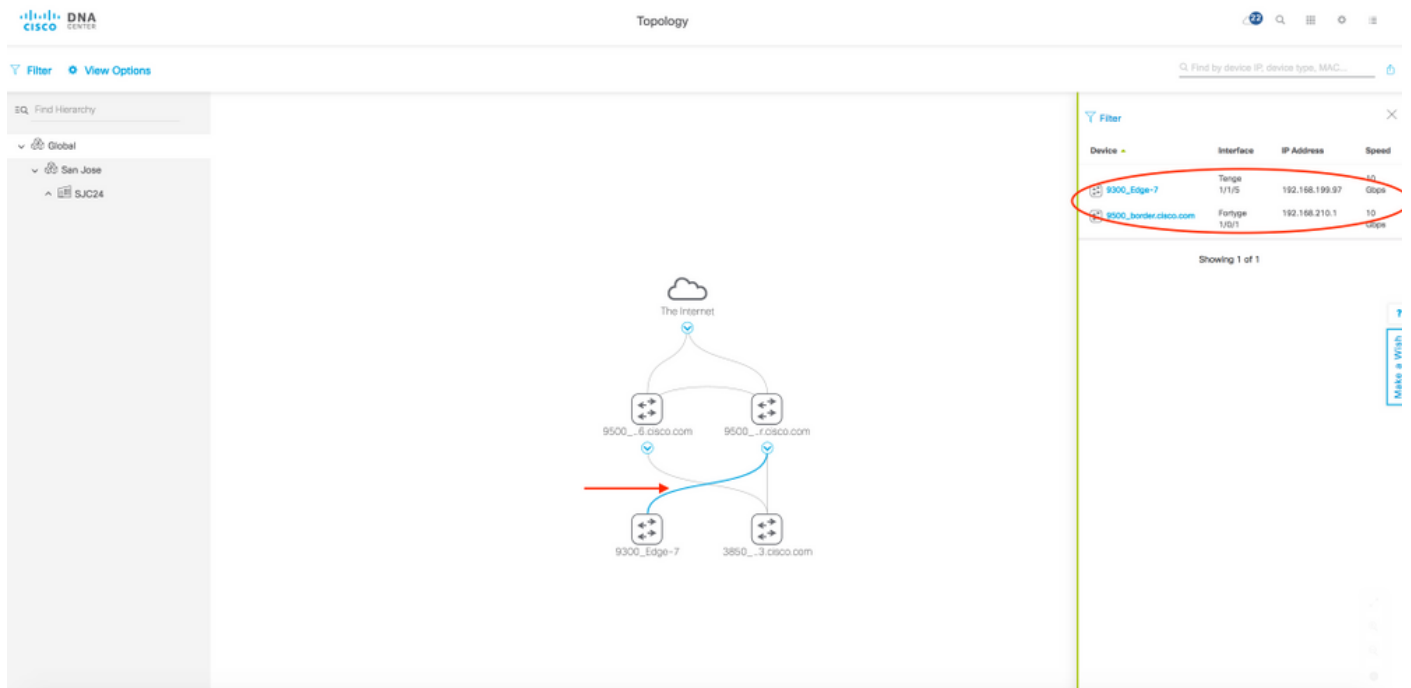 CISCO DNA CENTER
Topology
22
Filter View Options
Find by device IP, device type, MAC...
Find Hierarchy
Global
San Jose
SJC24
Filter
Device Interface IP Address Speed
9300_Edge-7 Tenge 1/1/5 192.168.199.97 10 Gbps
9500_border.cisco.com Fortyge 1/0/1 192.168.210.1 10 Gbps
Showing 1 of 1
?
Make a Wish
The Internet
9500_...6.cisco.com 9500_...r.cisco.com
9300_Edge-7 3850_...3.cisco.com